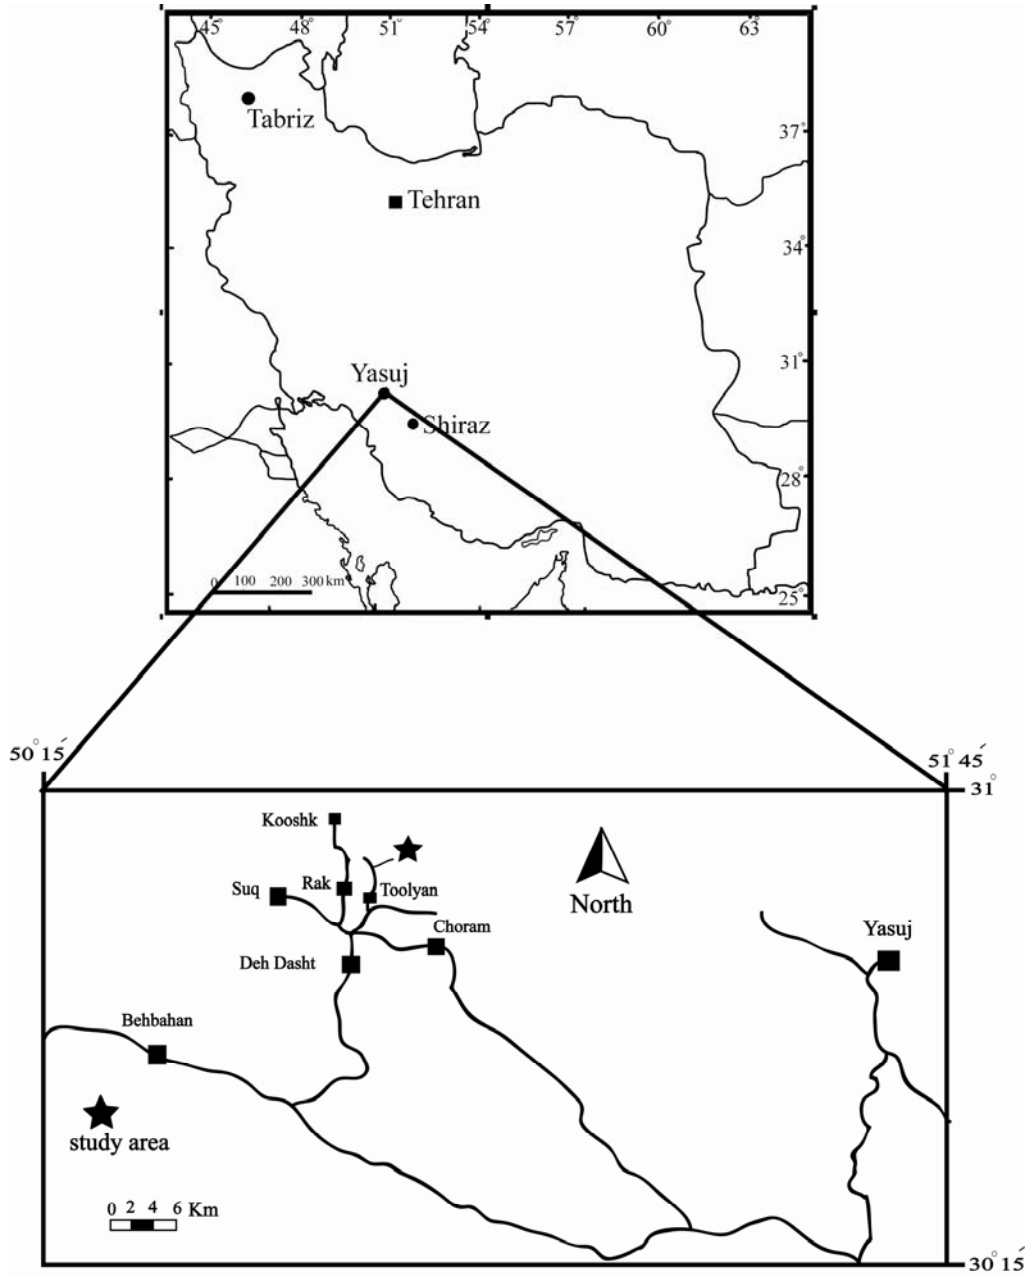 45° 48° 51° 54° 57° 60° 63°
Tabriz
37°
Tehran
34°
31°
Yasuj
Shiraz
28°
0 100 200 300 km
25°
50° 15′
51° 45′
31°
Kooshk
Suq
Rak
Toolyan
North
Choram
Yasuj
Deh Dasht
Behbahan
study area
0 2 4 6 Km
30° 15′